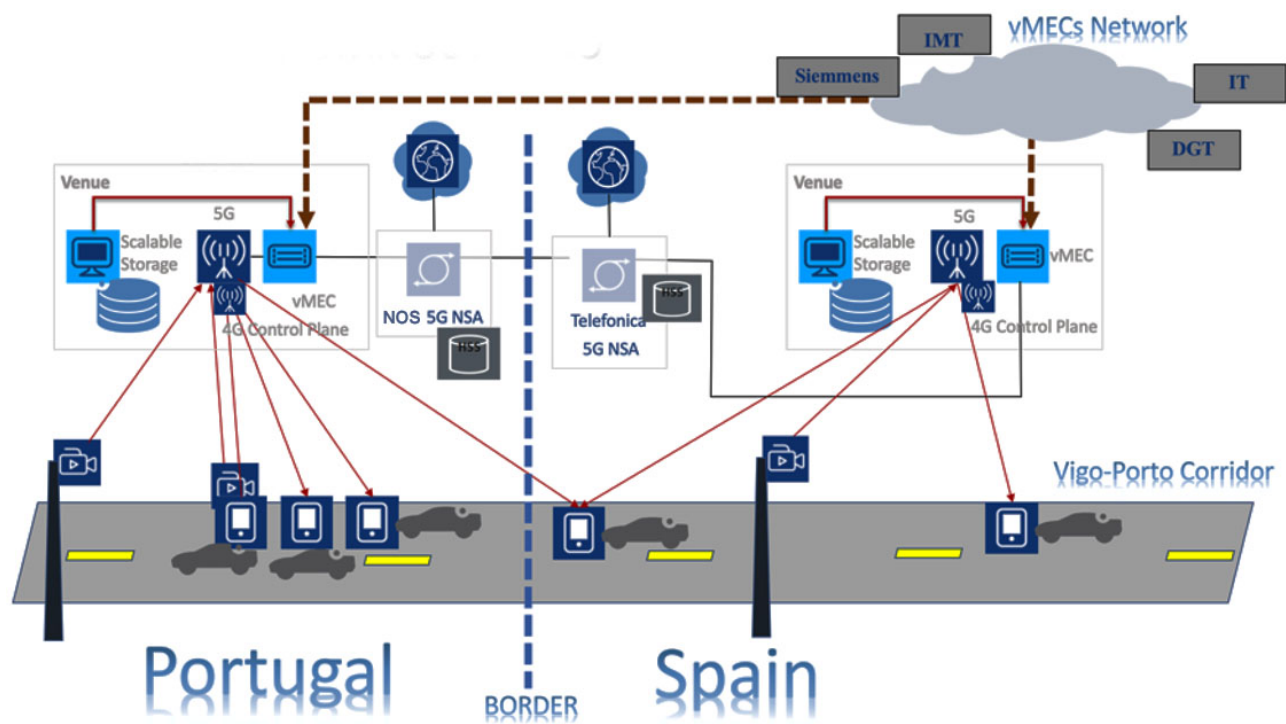 vMECs Network
IMT
Siemmens
IT
DGT
Venue
5G
Scalable
Storage
vMEC
4G Control Plane
NOS 5G NSA
HSS
Telefonica
5G NSA
HSS
Venue
5G
Scalable
Storage
vMEC
4G Control Plane
Vigo-Porto Corridor
Portugal
BORDER
Spain